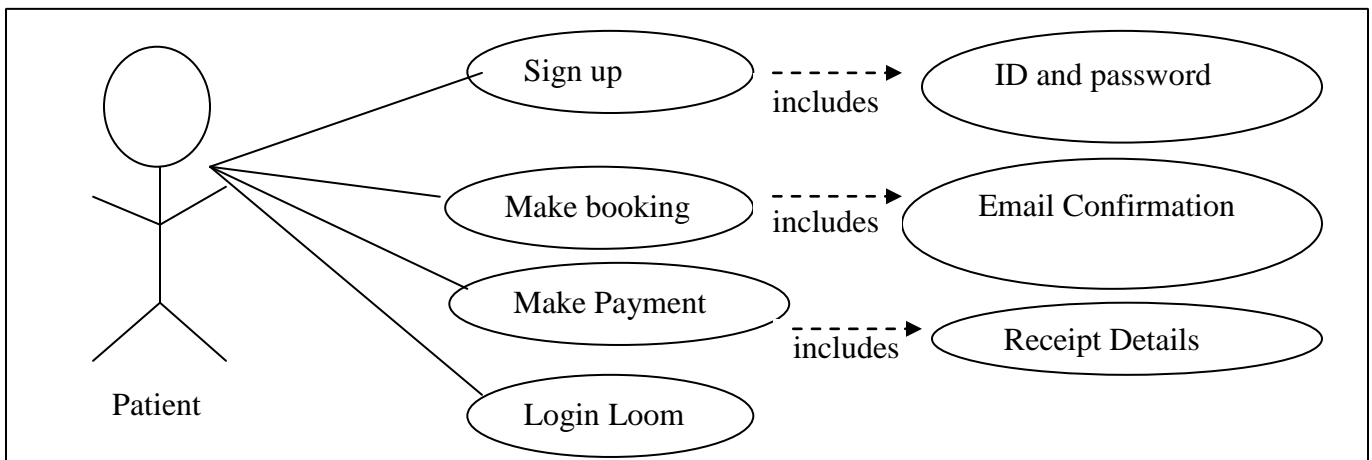 Sign up
includes
ID and password
Make booking
includes
Email Confirmation
Make Payment
includes
Receipt Details
Login Loom
Patient